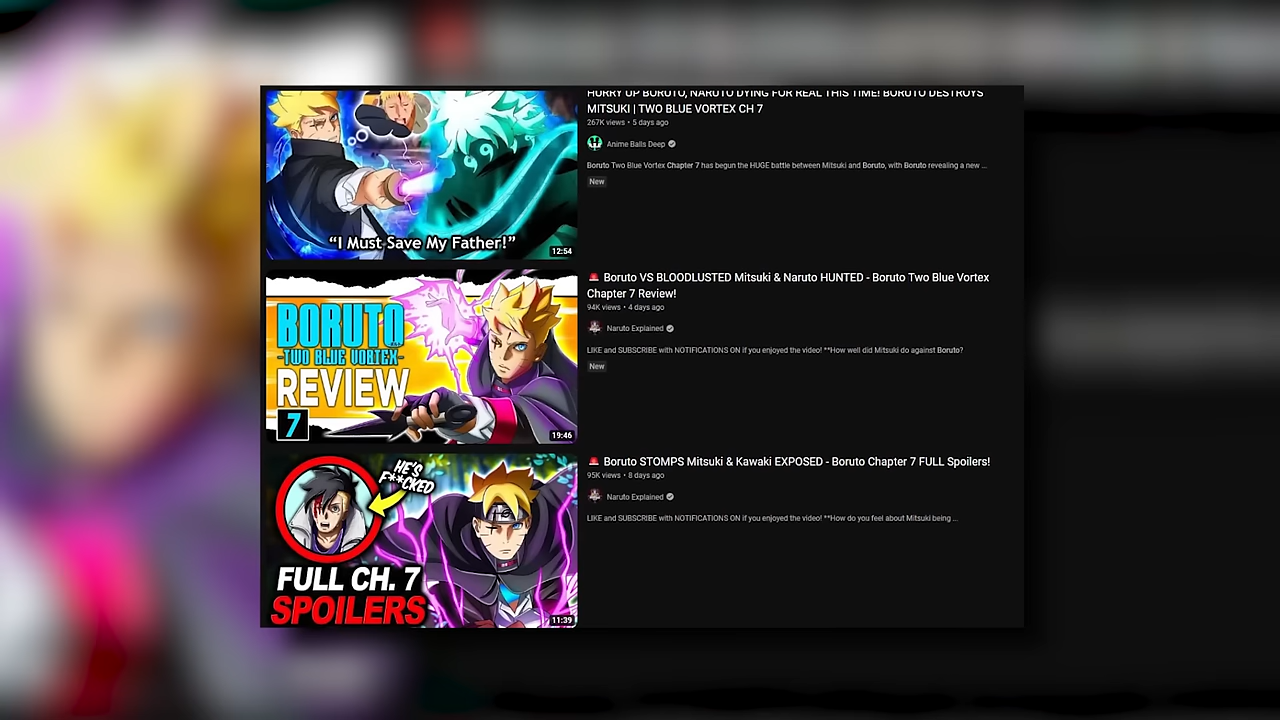 HURRY UP BORUTO, NARUTO DYING FOR REAL THIS TIME! BORUTO DESTROYS
MITSUKI | TWO BLUE VORTEX CH 7
267K views • 5 days ago
Anime Balls Deep
Boruto Two Blue Vortex Chapter 7 has begun the HUGE battle between Mitsuki and Boruto, with Boruto revealing a new ...
New
"I Must Save My Father!"
12:54
Boruto VS BLOODLUSTED Mitsuki & Naruto HUNTED - Boruto Two Blue Vortex
Chapter 7 Review!
94K views • 4 days ago
Naruto Explained
LIKE and SUBSCRIBE with NOTIFICATIONS ON if you enjoyed the video! **How well did Mitsuki do against Boruto?
New
BORUTO
-TWO BLUE VORTEX-
REVIEW
7
19:46
Boruto STOMPS Mitsuki & Kawaki EXPOSED - Boruto Chapter 7 FULL Spoilers!
95K views • 8 days ago
Naruto Explained
LIKE and SUBSCRIBE with NOTIFICATIONS ON if you enjoyed the video! **How do you feel about Mitsuki being ...
HE'S
F**CKED
FULL CH. 7
SPOILERS
11:39